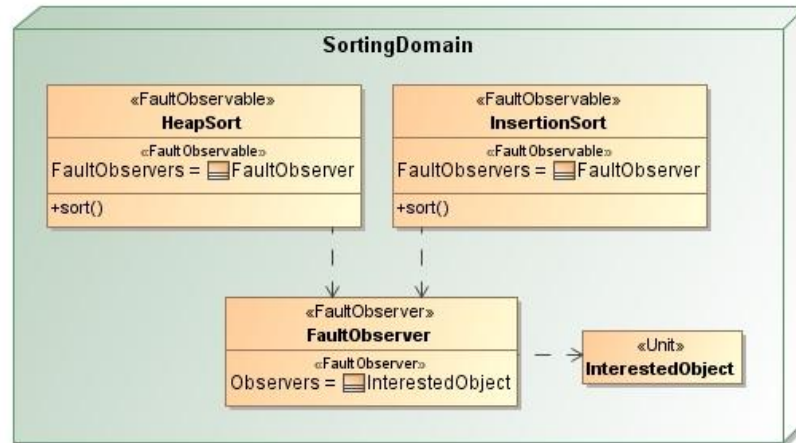 SortingDomain
«FaultObservable»
HeapSort
«FaultObservable»
FaultObservers = FaultObserver
+sort()
«FaultObservable»
InsertionSort
«FaultObservable»
FaultObservers = FaultObserver
+sort()
«FaultObserver»
FaultObserver
«FaultObserver»
Observers = InterestedObject
«Unit»
InterestedObject